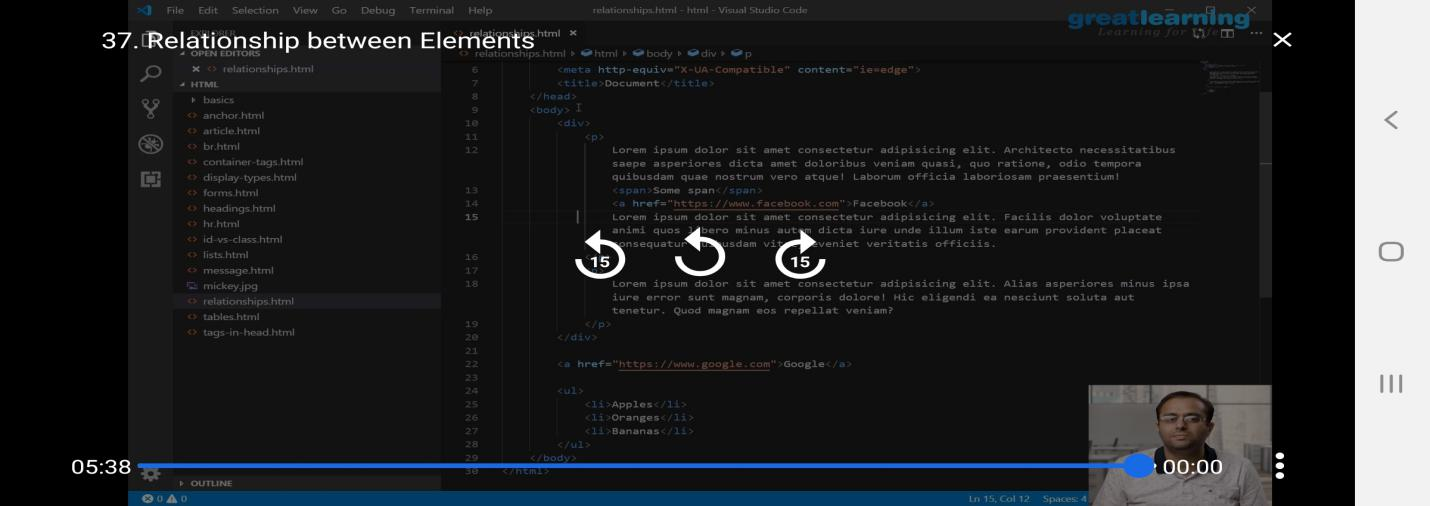 File Edit Selection View Go Debug Terminal Help relationships.html - html - Visual Studio Code
greatlearning
Learning for Life
37. Relationship between Elements
relationships.html ×
OPEN EDITORS
relationships.html > html > body > div > p
× <> relationships.html
HTML
basics
<> anchor.html
<> article.html
<> br.html
<> container-tags.html
<> display-types.html
<> forms.html
<> headings.html
<> hr.html
<> id-vs-class.html
<> lists.html
<> message.html
mickey.jpg
<> relationships.html
<> tables.html
<> tags-in-head.html
6 <meta http-equiv="X-UA-Compatible" content="ie=edge">
7 <title>Document</title>
8 </head>
9 <body>
10 <div>
11 <p>
12 Lorem ipsum dolor sit amet consectetur adipisicing elit. Architecto necessitatibus
saepe asperiores dicta amet doloribus veniam quasi, quo ratione, odio tempora
quibusdam quae nostrum vero atque! Laborum officia laboriosam praesentium!
13 <span>Some span</span>
14 <a href="https://www.facebook.com">Facebook</a>
15 Lorem ipsum dolor sit amet consectetur adipisicing elit. Facilis dolor voluptate
animi quos libero minus autem dicta iure unde illum iste earum provident placeat
consequatur eveniet veritatis officiis.
15 15
16
17
18 Lorem ipsum dolor sit amet consectetur adipisicing elit. Alias asperiores minus ipsa
iure error sunt magnam, corporis dolore! Hic eligendi ea nesciunt soluta aut
tenetur. Quod magnam eos repellat veniam?
19 </p>
20 </div>
21
22 <a href="https://www.google.com">Google</a>
23
24 <ul>
25 <li>Apples</li>
26 <li>Oranges</li>
27 <li>Bananas</li>
28 </ul>
29 </body>
30 </html>
05:38 00:00
OUTLINE
0 0 Ln 15, Col 12 Spaces: 4